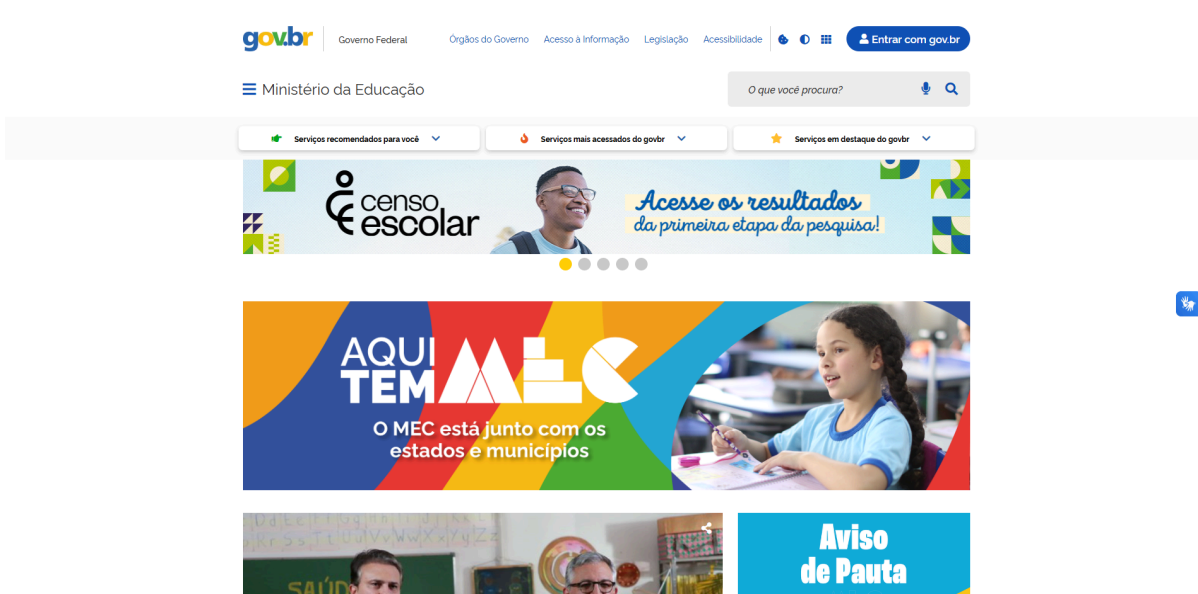 gov.br
Governo Federal
Órgãos do Governo
Acesso à Informação
Legislação
Acessibilidade
Entrar com gov.br
Ministério da Educação
O que você procura?
Serviços recomendados para você
Serviços mais acessados do govbr
Serviços em destaque do govbr
censo
escolar
Acesse os resultados
da primeira etapa da pesquisa!
AQUI
TEM
MEC
O MEC está junto com os
estados e municípios
SAÚD
Aviso
de Pauta